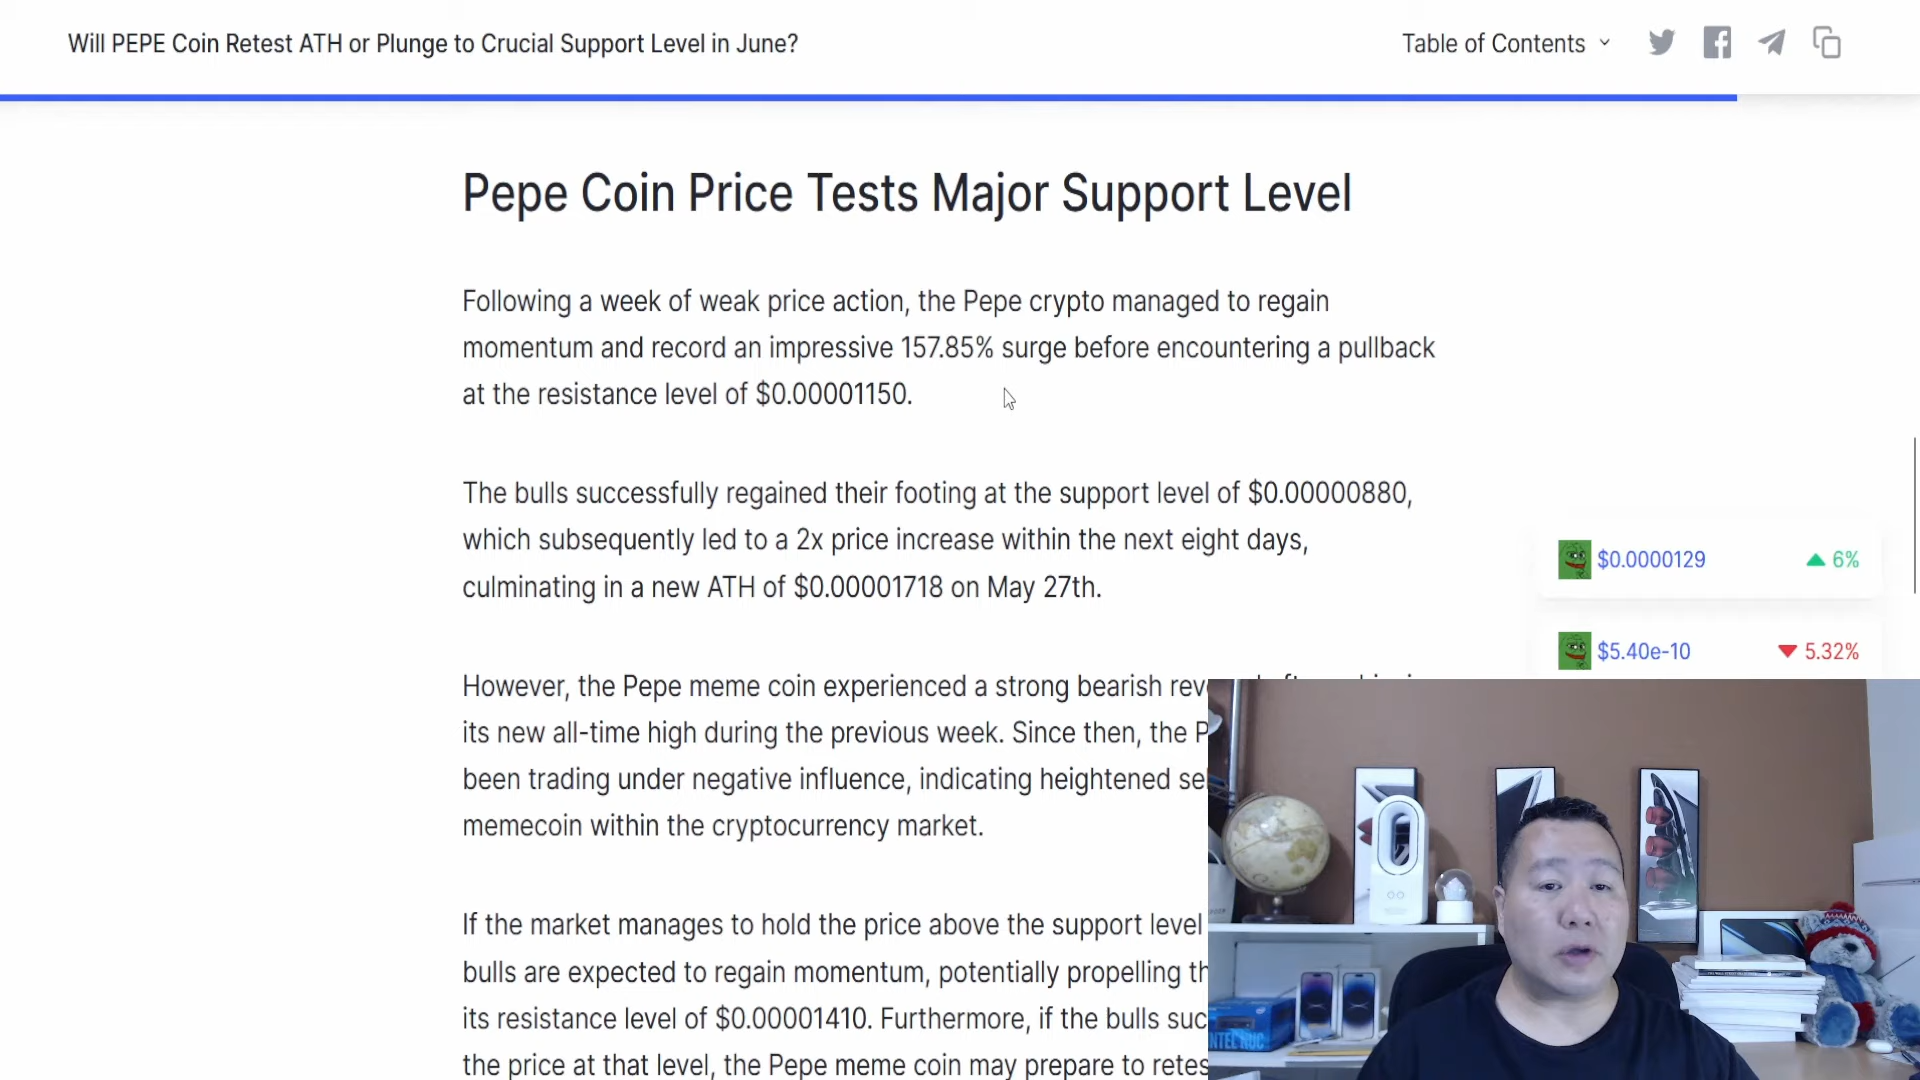 Will PEPE Coin Retest ATH or Plunge to Crucial Support Level in June?
Table of Contents
Pepe Coin Price Tests Major Support Level
Following a week of weak price action, the Pepe crypto managed to regain
momentum and record an impressive 157.85% surge before encountering a pullback
at the resistance level of $0.00001150.
The bulls successfully regained their footing at the support level of $0.00000880,
which subsequently led to a 2x price increase within the next eight days,
culminating in a new ATH of $0.00001718 on May 27th.
$0.0000129 6%
$5.40e-10 5.32%
However, the Pepe meme coin experienced a strong bearish
its new all-time high during the previous week. Since then, the
been trading under negative influence, indicating heightened
memecoin within the cryptocurrency market.
If the market manages to hold the price above the support level
bulls are expected to regain momentum, potentially propelling
its resistance level of $0.00001410. Furthermore, if the bulls
the price at that level, the Pepe meme coin may prepare to
INTEL NUC